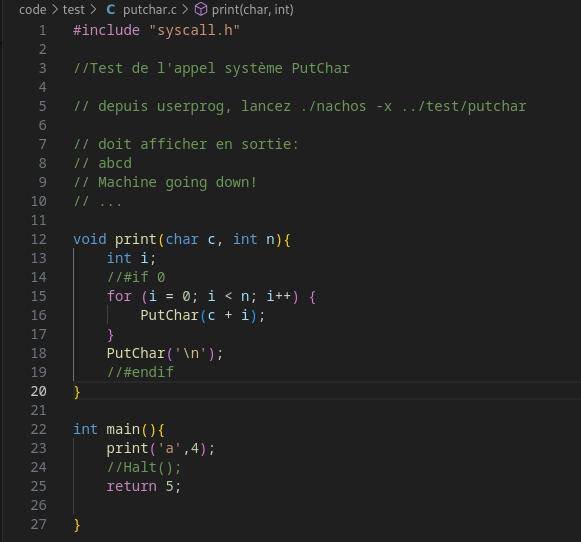 code > test > C putchar.c > print(char, int)
1 #include "syscall.h"
2
3 //Test de l'appel système PutChar
4
5 // depuis userprog, lancez ./nachos -x ../test/putchar
6
7 // doit afficher en sortie:
8 // abcd
9 // Machine going down!
10 // ...
11
12 void print(char c, int n){
13     int i;
14     //#if 0
15     for (i = 0; i < n; i++) {
16         PutChar(c + i);
17     }
18     PutChar('\n');
19     //#endif
20 }
21
22 int main(){
23     print('a',4);
24     //Halt();
25     return 5;
26
27 }